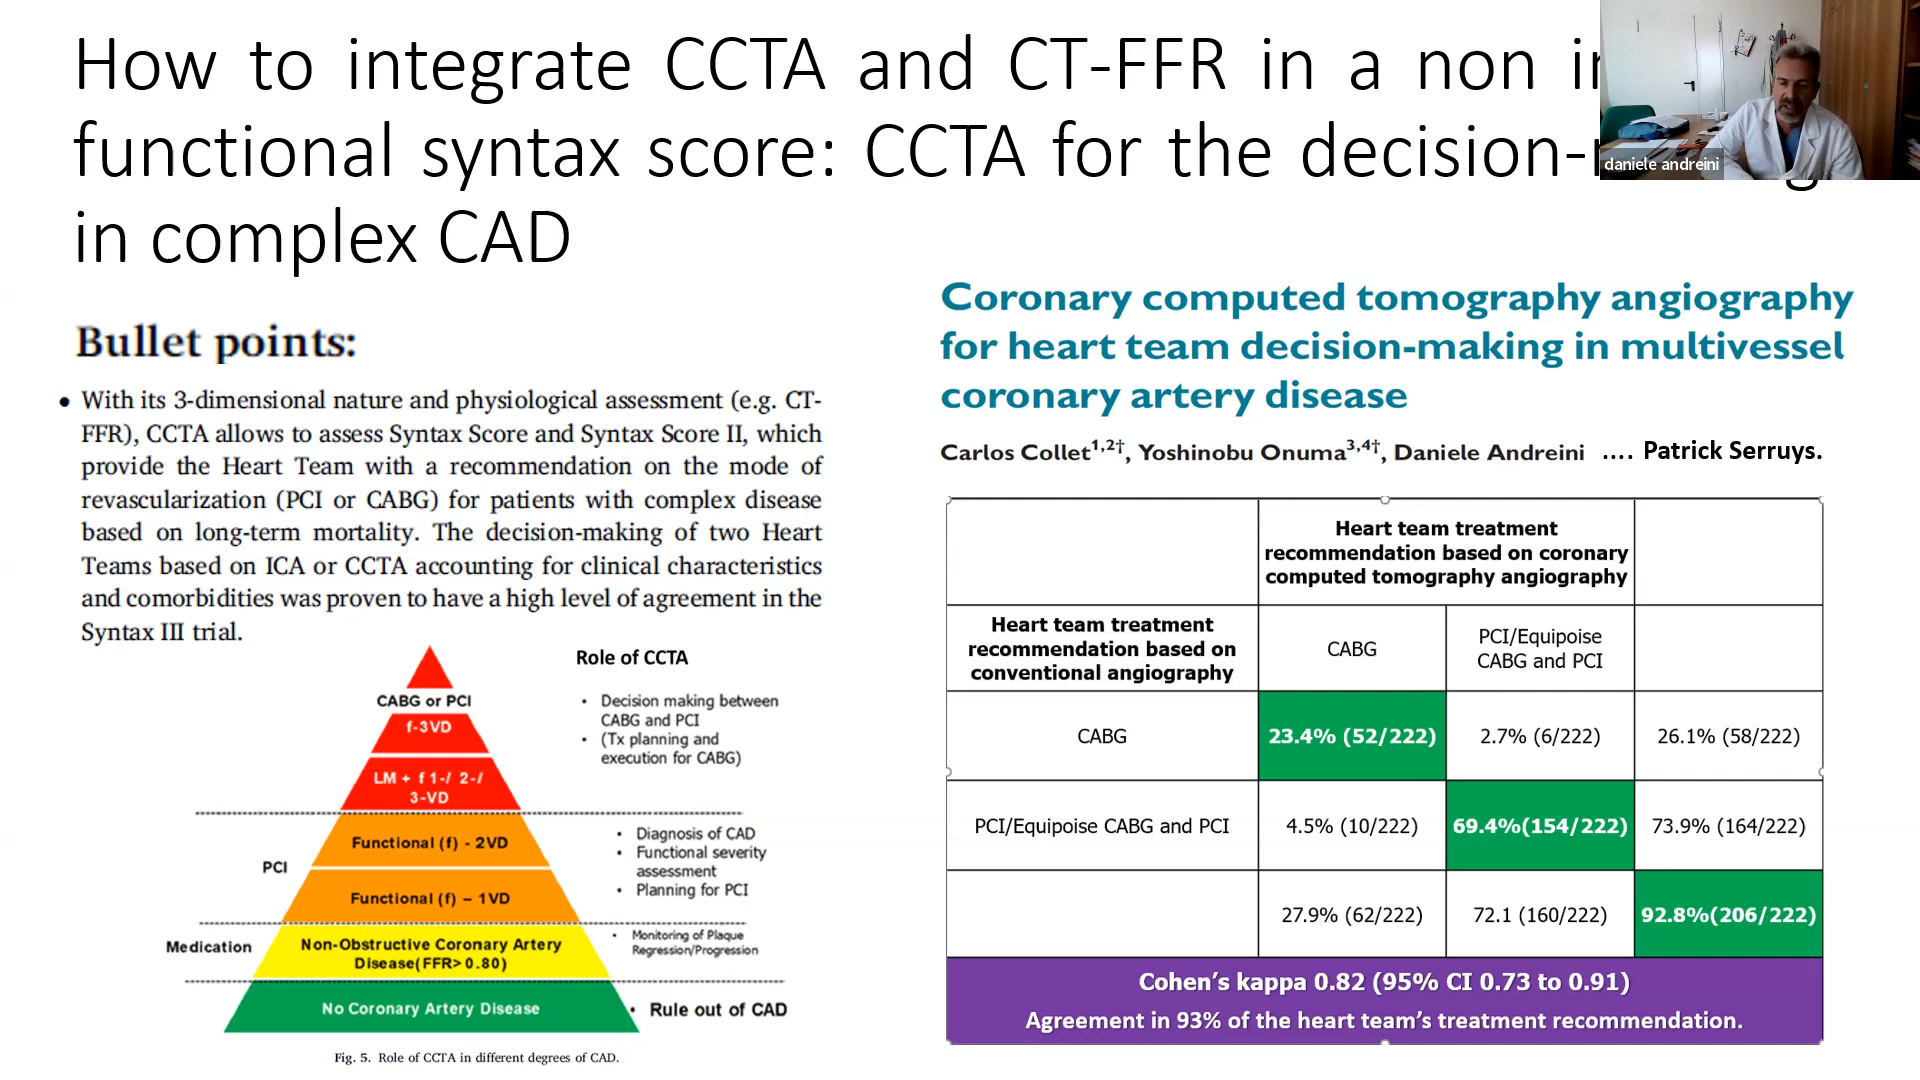 How to integrate CCTA and CT-FFR in a non
functional syntax score: CCTA for the decision-
in complex CAD
daniele andreini
Bullet points:
• With its 3-dimensional nature and physiological assessment (e.g. CT-
FFR), CCTA allows to assess Syntax Score and Syntax Score II, which
provide the Heart Team with a recommendation on the mode of
revascularization (PCI or CABG) for patients with complex disease
based on long-term mortality. The decision-making of two Heart
Teams based on ICA or CCTA accounting for clinical characteristics
and comorbidities was proven to have a high level of agreement in the
Syntax III trial.
Role of CCTA
CABG or PCI
f-3VD
LM + f 1-/ 2-/
3-VD
• Decision making between
CABG and PCI
• (Tx planning and
execution for CABG)
PCI
Functional (f) - 2VD
Functional (f) – 1VD
• Diagnosis of CAD
• Functional severity
assessment
• Planning for PCI
Medication
Non-Obstructive Coronary Artery
Disease(FFR> 0.80)
• Monitoring of Plaque
Regression/Progression
No Coronary Artery Disease
• Rule out of CAD
Fig. 5. Role of CCTA in different degrees of CAD.
Coronary computed tomography angiography
for heart team decision-making in multivessel
coronary artery disease
Carlos Collet1,2†, Yoshinobu Onuma3,4†, Daniele Andreini .... Patrick Serruys.
Heart team treatment
recommendation based on coronary
computed tomography angiography
Heart team treatment
recommendation based on
conventional angiography
CABG
PCI/Equipoise
CABG and PCI
CABG
23.4% (52/222)
2.7% (6/222)
26.1% (58/222)
PCI/Equipoise CABG and PCI
4.5% (10/222)
69.4%(154/222)
73.9% (164/222)
27.9% (62/222)
72.1 (160/222)
92.8%(206/222)
Cohen's kappa 0.82 (95% CI 0.73 to 0.91)
Agreement in 93% of the heart team's treatment recommendation.